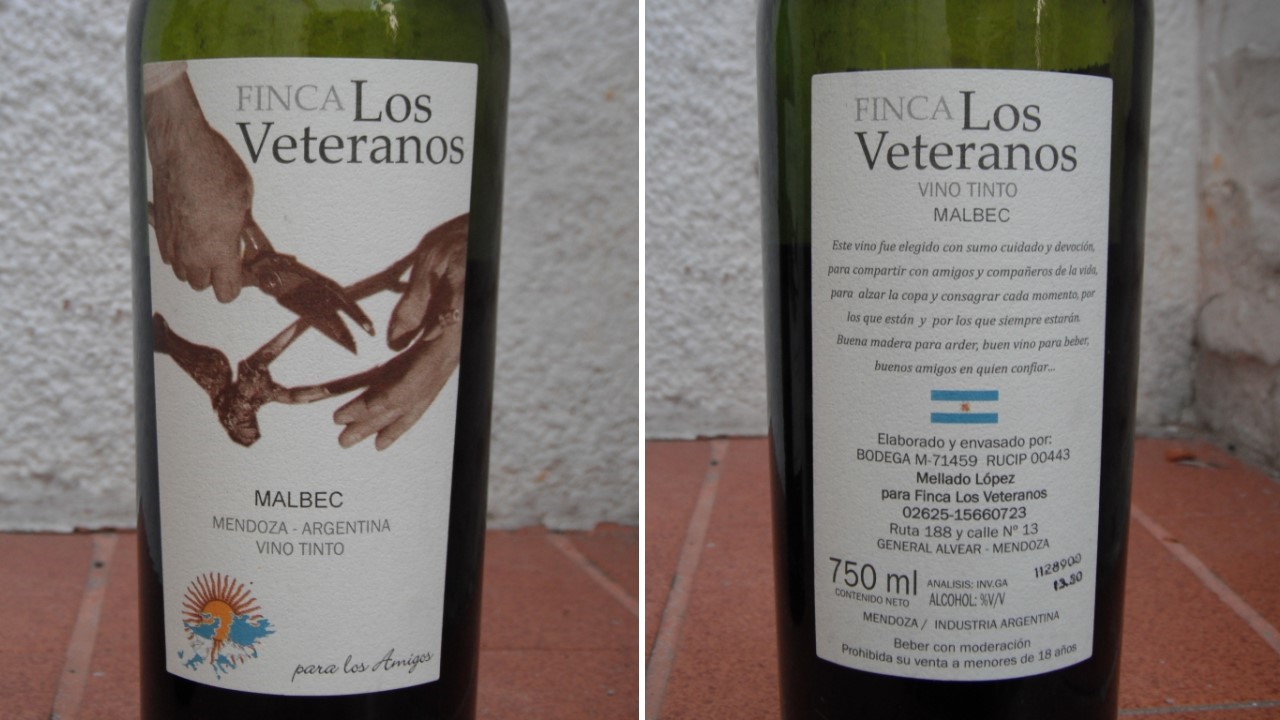 FINCA Los
Veteranos
MALBEC
MENDOZA - ARGENTINA
VINO TINTO
para los Amigos
FINCA Los
Veteranos
VINO TINTO
MALBEC
Este vino fue elegido con sumo cuidado y devoción,
para compartir con amigos y compañeros de la vida,
para alzar la copa y consagrar cada momento, por
los que están y por los que siempre estarán.
Buena madera para arder, buen vino para beber,
buenos amigos en quien confiar...
Elaborado y envasado por:
BODEGA M-71459 RUCIP 00443
Mellado López
para Finca Los Veteranos
02625-15660723
Ruta 188 y calle Nº 13
GENERAL ALVEAR - MENDOZA
750 ml
CONTENIDO NETO
ANALISIS: INV.GA 1128900
ALCOHOL: %V/V 13.50
MENDOZA / INDUSTRIA ARGENTINA
Beber con moderación
Prohibida su venta a menores de 18 años